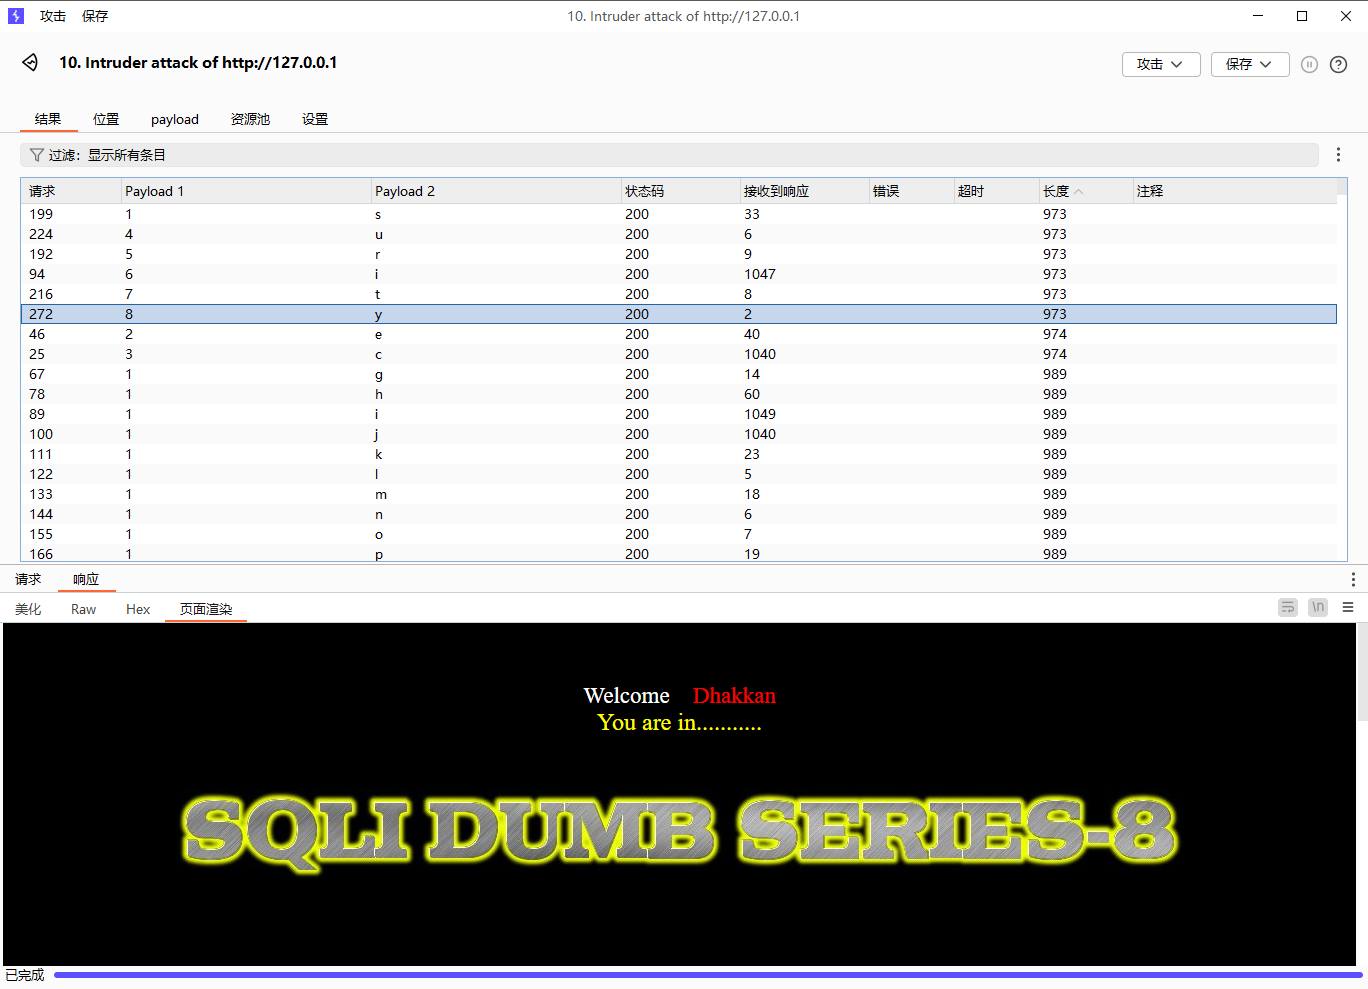 攻击 保存 10. Intruder attack of http://127.0.0.1
10. Intruder attack of http://127.0.0.1 攻击 保存
结果 位置 payload 资源池 设置
过滤：显示所有条目
请求 Payload 1 Payload 2 状态码 接收到响应 错误 超时 长度 注释
199 1 s 200 33 973
224 4 u 200 6 973
192 5 r 200 9 973
94 6 i 200 1047 973
216 7 t 200 8 973
272 8 y 200 2 973
46 2 e 200 40 974
25 3 c 200 1040 974
67 1 g 200 14 989
78 1 h 200 60 989
89 1 i 200 1049 989
100 1 j 200 1040 989
111 1 k 200 23 989
122 1 l 200 5 989
133 1 m 200 18 989
144 1 n 200 6 989
155 1 o 200 7 989
166 1 p 200 19 989
请求 响应
美化 Raw Hex 页面渲染 \n
Welcome Dhakkan
You are in...........
SQLI DUMB SERIES-8
已完成